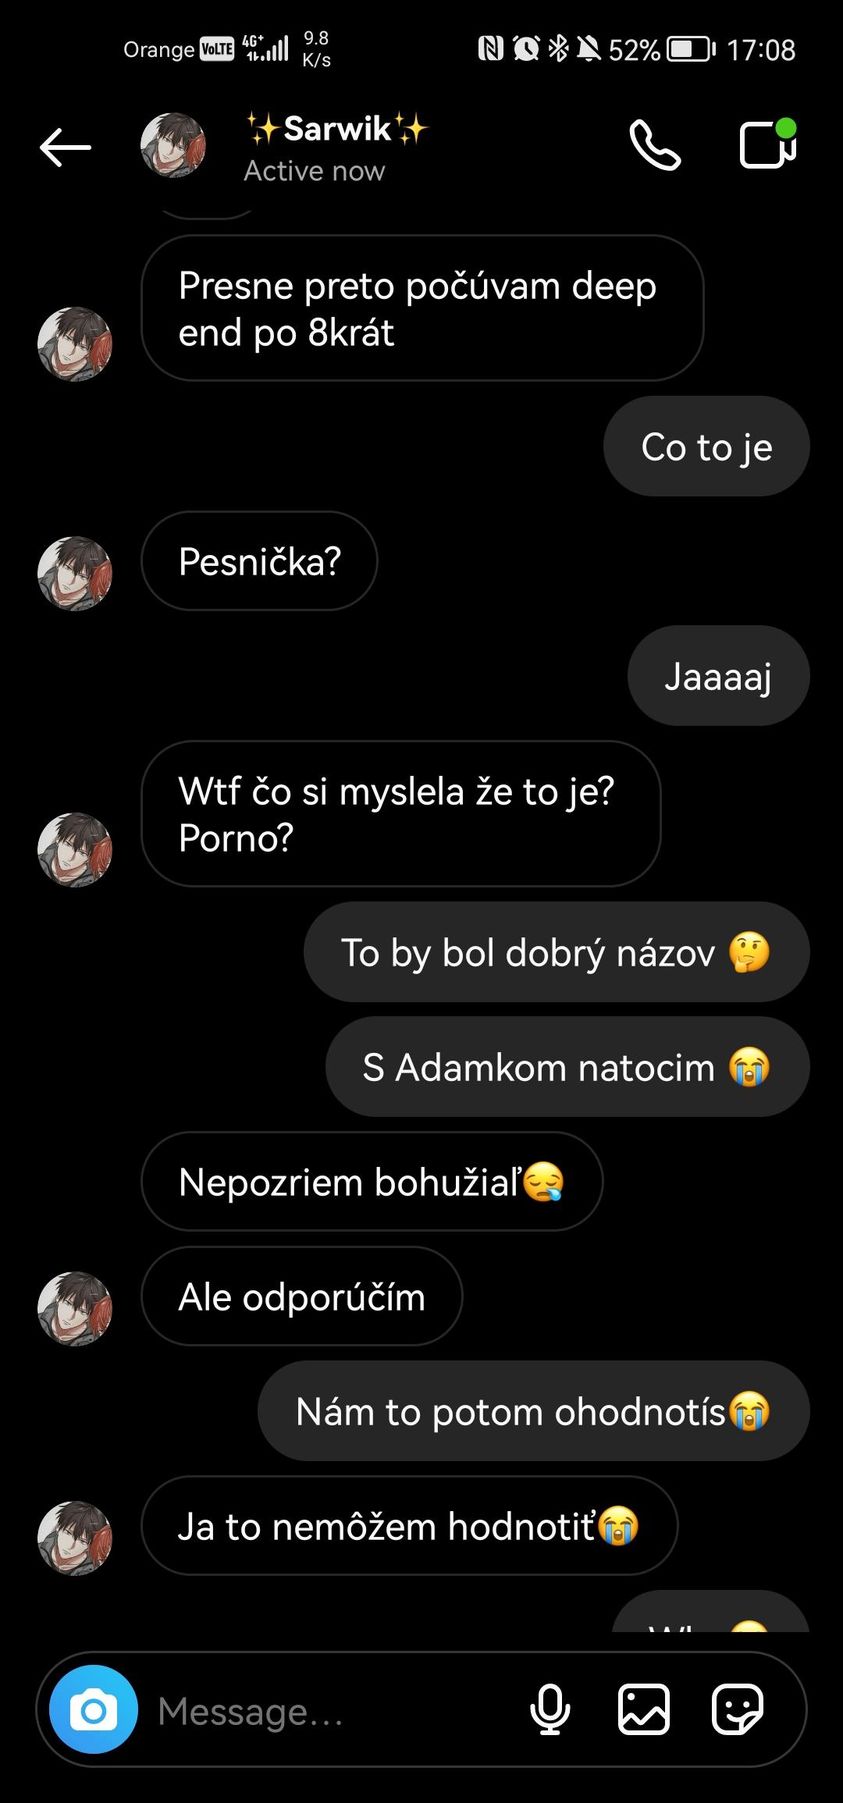 Orange VoLTE 4G+ 9.8 K/s 52% 17:08
✨Sarwik✨
Active now
Presne preto počúvam deep
end po 8krát
Co to je
Pesnička?
Jaaaaj
Wtf čo si myslela že to je?
Porno?
To by bol dobrý názov 🤔
S Adamkom natocim 😭
Nepozriem bohužiaľ😪
Ale odporúčím
Nám to potom ohodnotís😭
Ja to nemôžem hodnotiť😭
Message...